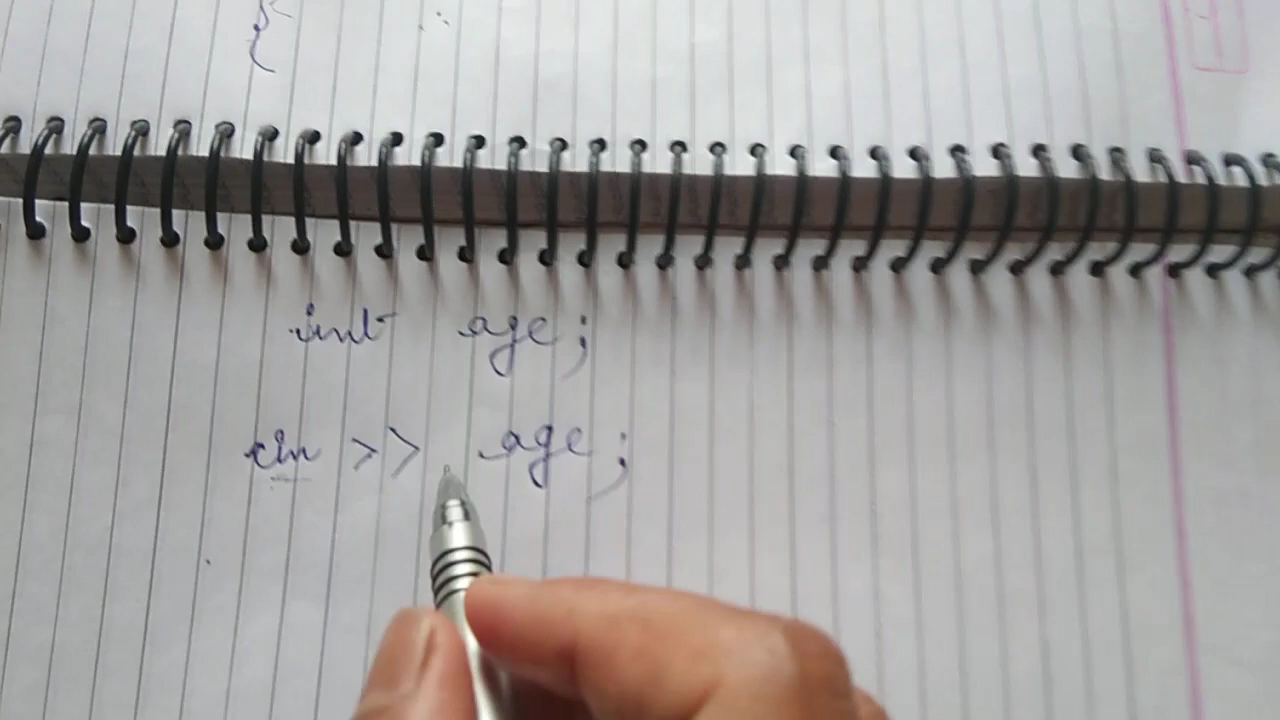 int age;
cin >> age;